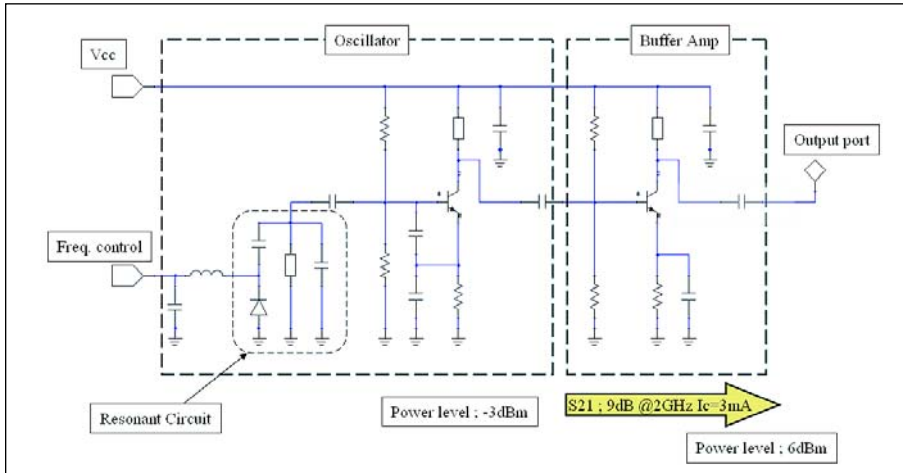 Oscillator
Buffer Amp
Vcc
Output port
Freq. control
Resonant Circuit
Power level ; -3dBm
S21 ; 9dB @2GHz Ic=3mA
Power level ; 6dBm